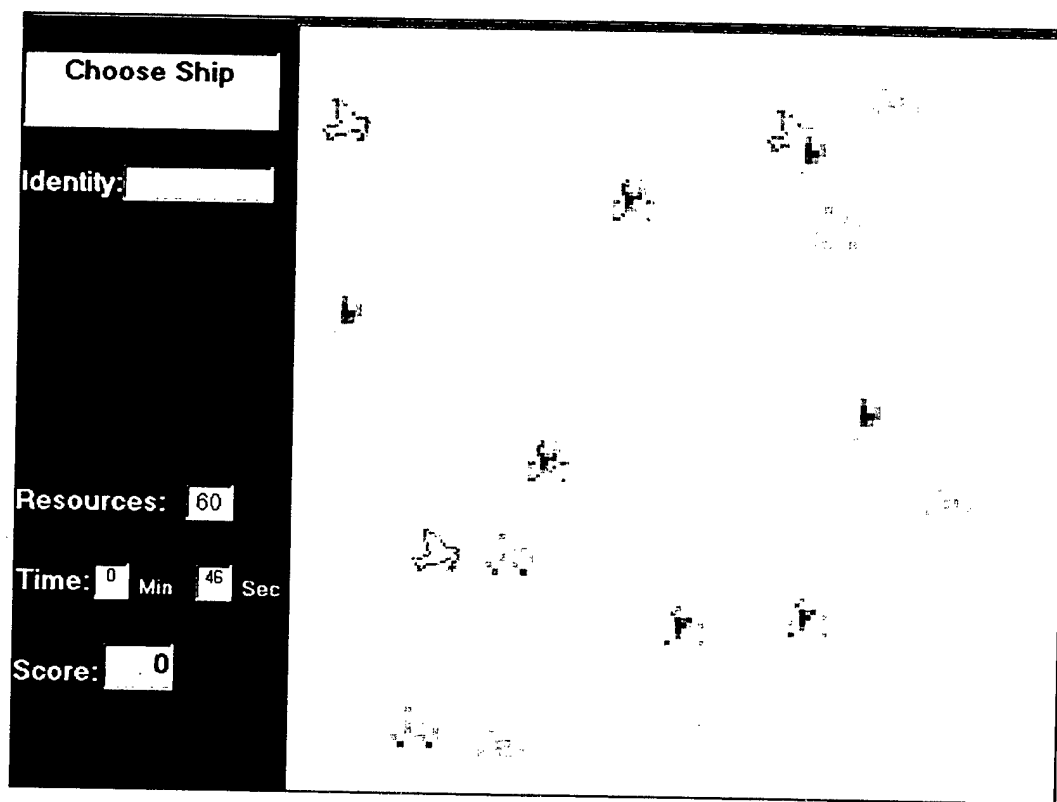 Choose Ship
Identity:
Resources: 60
Time: 0 Min 46 Sec
Score: 0